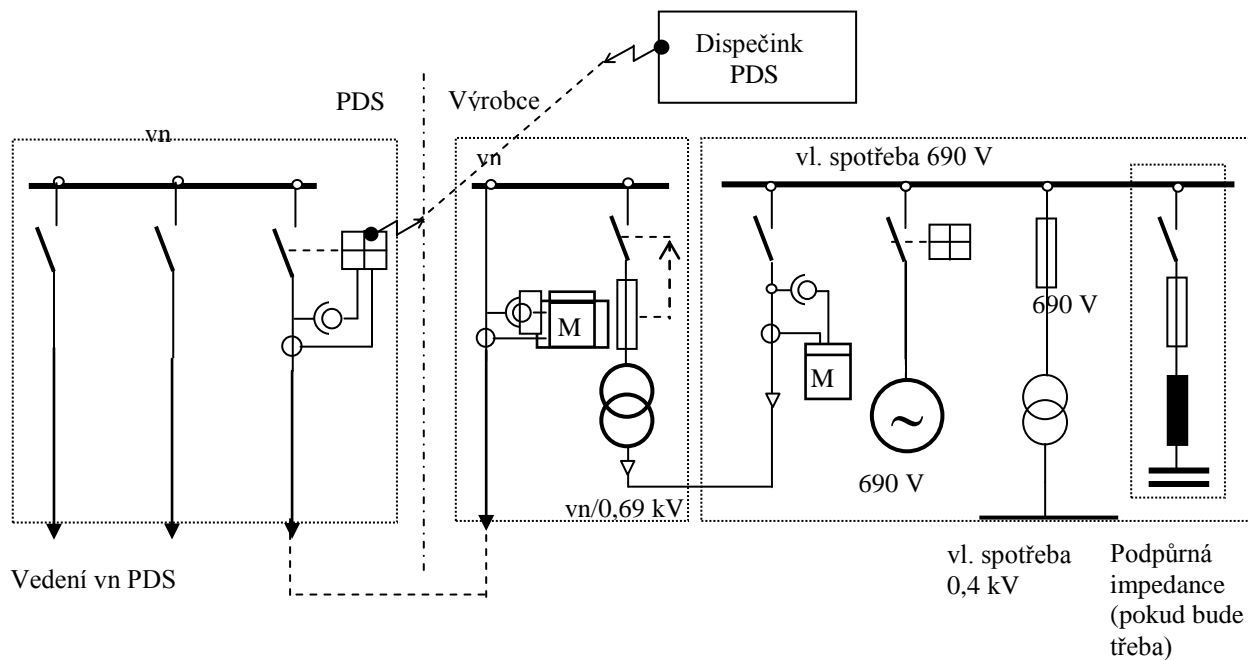 Dispečink
PDS
PDS
Výrobce
vn
vn
vl. spotřeba 690 V
690 V
M
M
~
690 V
vn/0,69 kV
Vedení vn PDS
vl. spotřeba
0,4 kV
Podpůrná
impedance
(pokud bude
třeba)